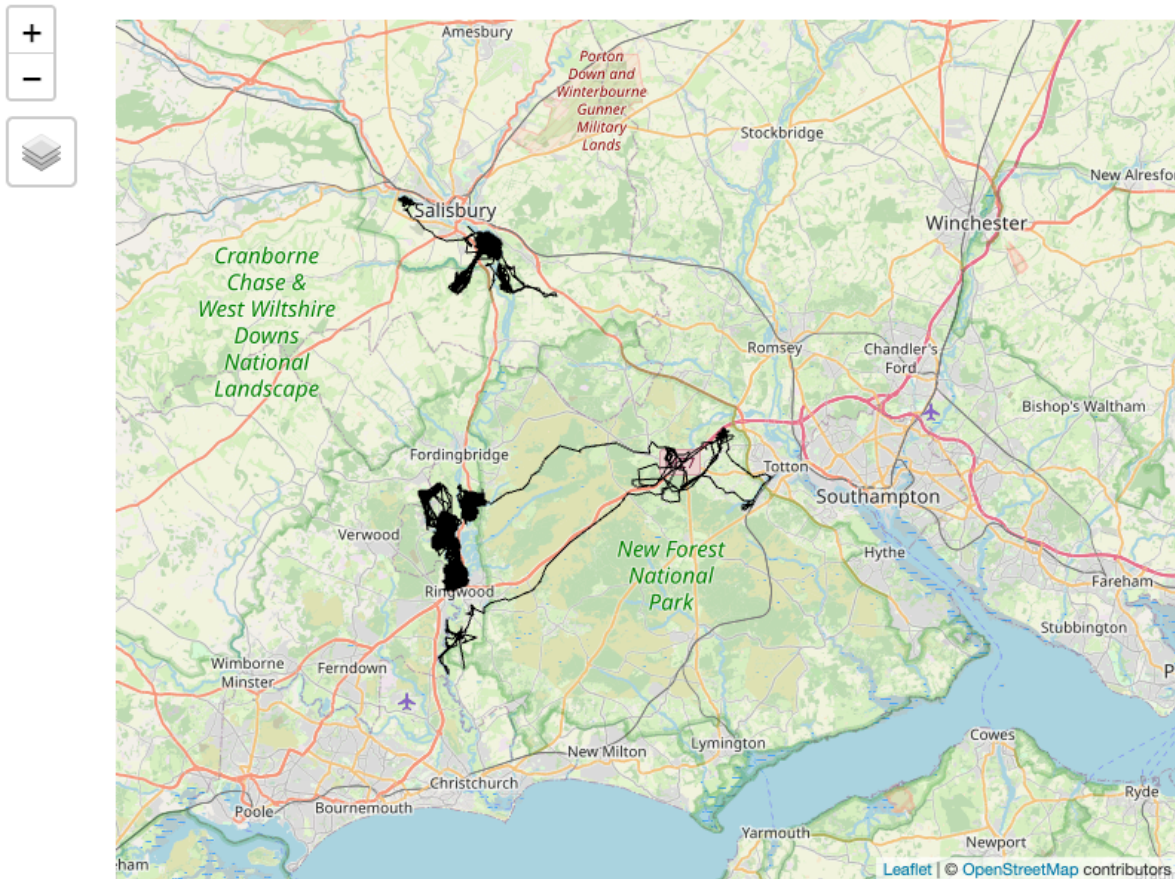 +
−
Amesbury
Porton
Down and
Winterbourne
Gunner
Military
Lands
Stockbridge
New Alresfo
Salisbury
Winchester
Cranborne
Chase &
West Wiltshire
Downs
National
Landscape
Romsey
Chandler's
Ford
Bishop's Waltham
Fordingbridge
Totton
Southampton
Verwood
New Forest
National
Park
Hythe
Ringwood
Fareham
Stubbington
Wimborne
Minster
Ferndown
P
Cowes
New Milton
Lymington
Christchurch
Ryde
Poole
Bournemouth
Yarmouth
Newport
ham
Leaflet | © OpenStreetMap contributors